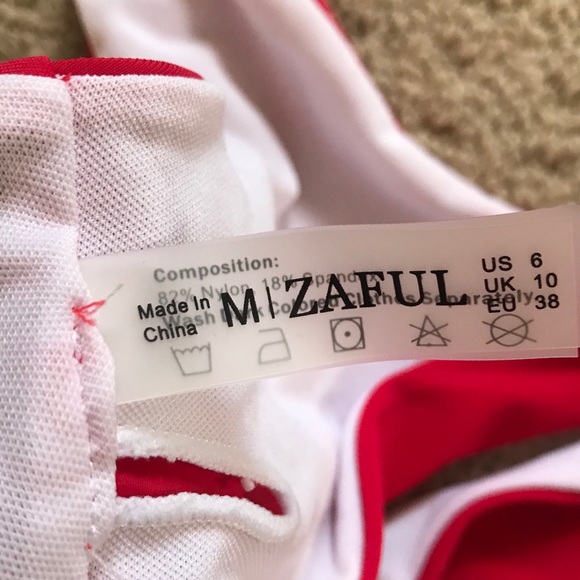 Composition:
82% Nylon, 18% Spand
Wash Dark Colored Clothes Separately
Made In
China
M | ZAFUL
US 6
UK 10
EU 38